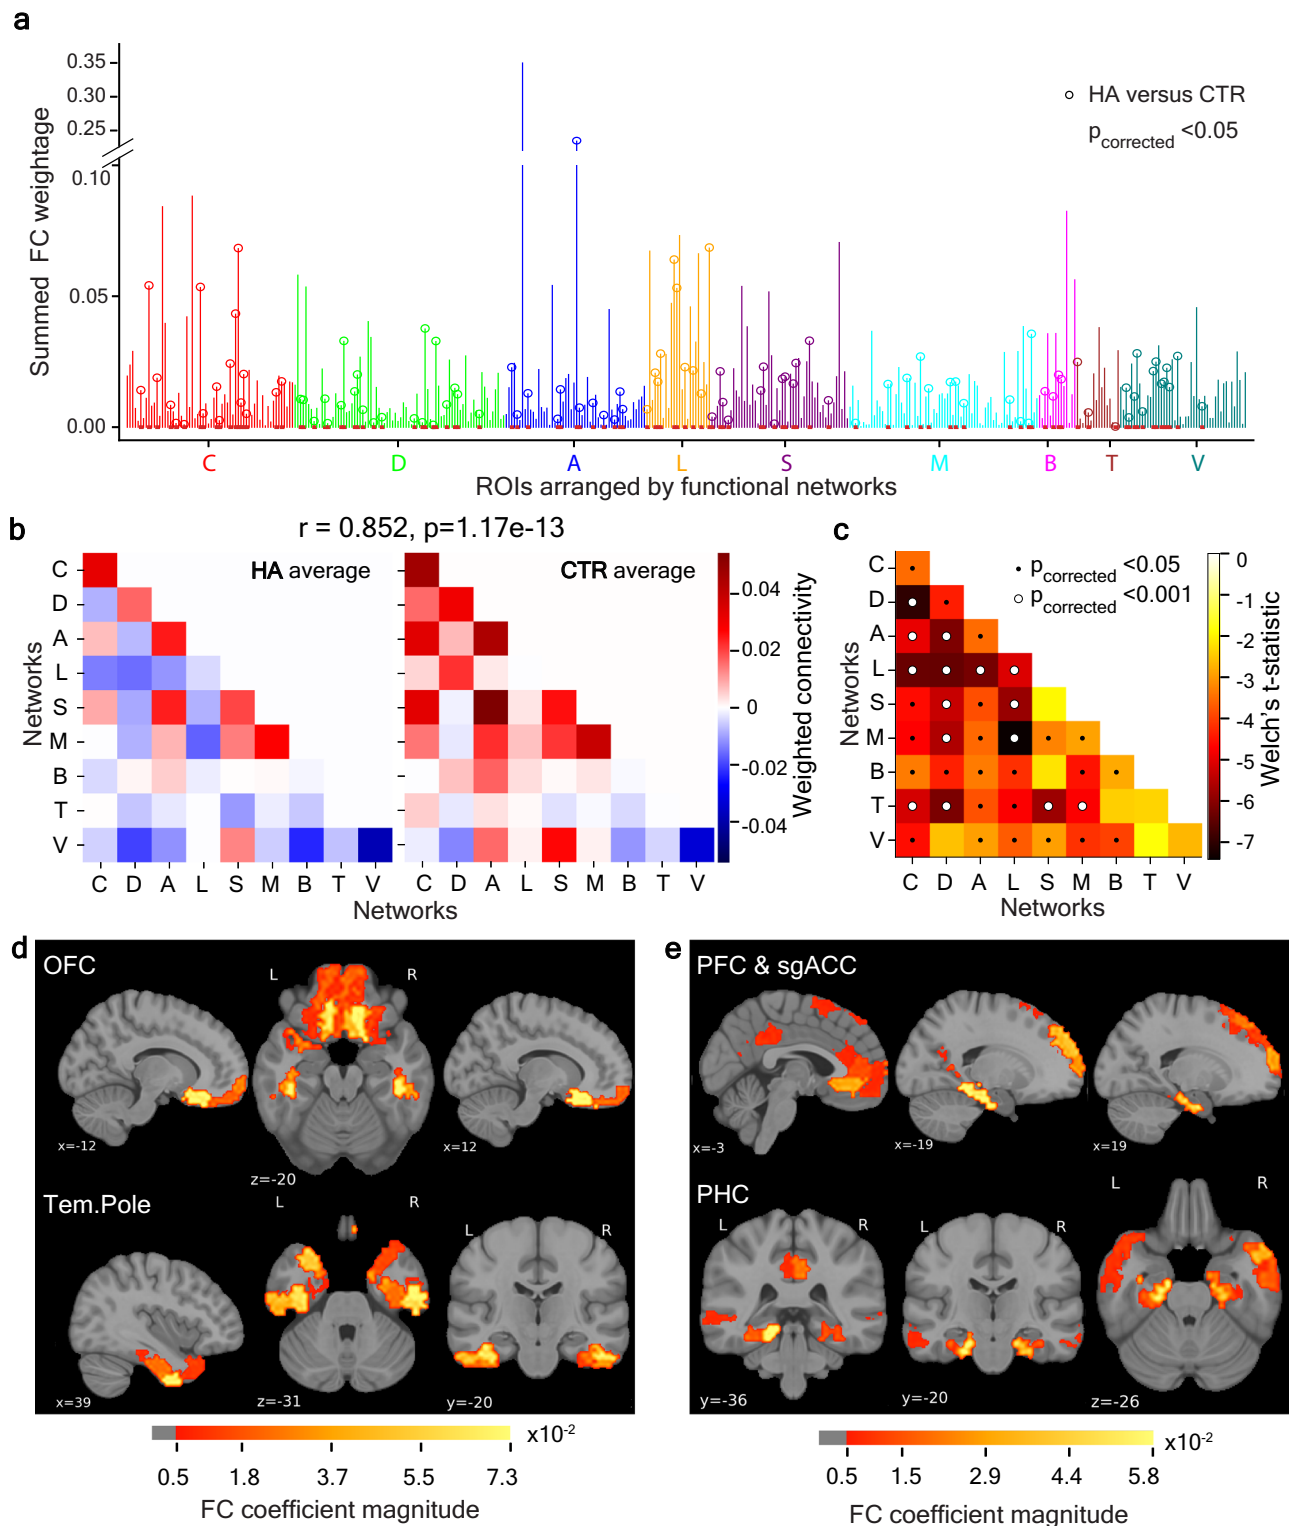 a
0.35
0.30
0.25
0.10
0.05
0.00
Summed FC weightage
HA versus CTR
p corrected <0.05
C D A L S M B T V
ROIs arranged by functional networks
b
r = 0.852, p=1.17e-13
HA average
CTR average
C
D
A
L
S
M
B
T
V
Networks
C D A L S M B T V
C D A L S M B T V
Networks
0.04
0.02
0
-0.02
-0.04
Weighted connectivity
c
p corrected <0.05
p corrected <0.001
C
D
A
L
S
M
B
T
V
Networks
C D A L S M B T V
Networks
0
-1
-2
-3
-4
-5
-6
-7
Welch's t-statistic
d
OFC
L R
x=-12
z=-20
x=12
Tem.Pole
L R
L R
x=39
z=-31
y=-20
x10-2
0.5 1.8 3.7 5.5 7.3
FC coefficient magnitude
e
PFC & sgACC
x=-3
x=-19
x=19
PHC
L R
L R
L R
y=-36
y=-20
z=-26
x10-2
0.5 1.5 2.9 4.4 5.8
FC coefficient magnitude